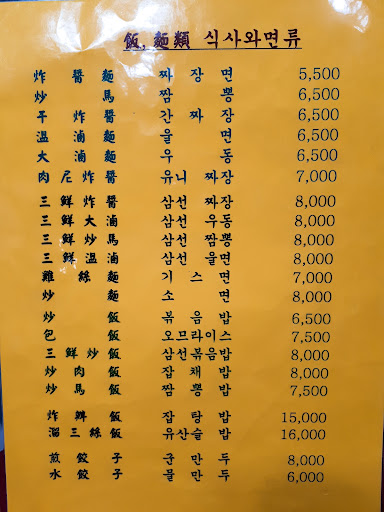 飯, 麵類 식사와면류
炸醬麵 짜장면 5,500
炒馬 짬뽕 6,500
干炸醬 간짜장 6,500
溫滷麵 울면 6,500
大滷麵 우동 6,500
肉尼炸醬 유니짜장 7,000
三鮮炸醬 삼선짜장 8,000
三鮮大滷 삼선우동 8,000
三鮮炒馬 삼선짬뽕 8,000
三鮮溫滷 삼선울면 8,000
雞絲麵 기스면 7,000
炒麵 소면 8,000
炒飯 볶음밥 6,500
包飯 오므라이스 7,500
三鮮炒飯 삼선볶음밥 8,000
炒肉飯 잡채밥 8,000
炒馬飯 짬뽕밥 7,500
炸辦飯 잡탕밥 15,000
溜三絲飯 유산슬밥 16,000
煎餃子 군만두 8,000
水餃子 물만두 6,000